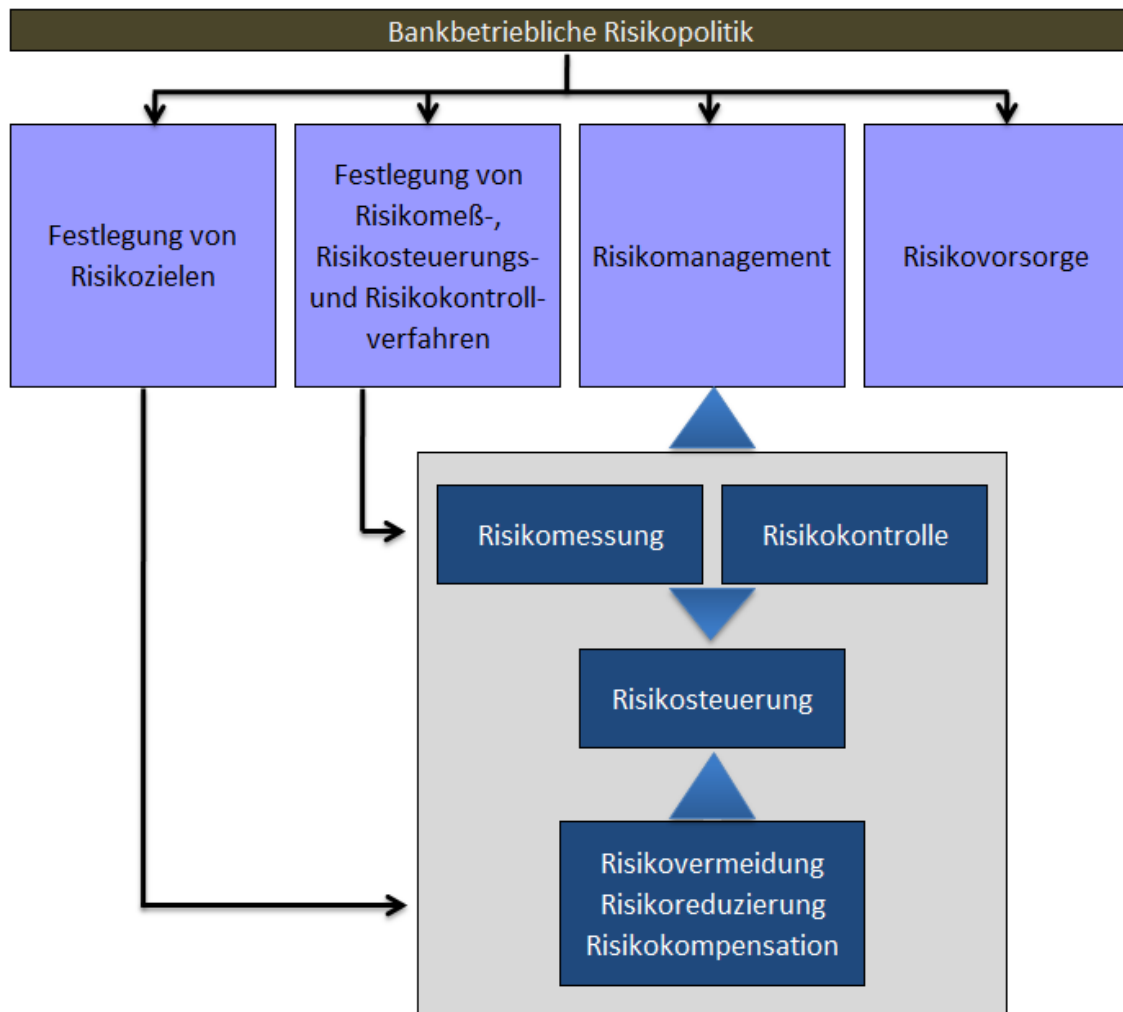 Bankbetriebliche Risikopolitik
Festlegung von
Risikozielen
Festlegung von
Risikomeß-,
Risikosteuerungs-
und Risikokontroll-
verfahren
Risikomanagement
Risikovorsorge
Risikomessung
Risikokontrolle
Risikosteuerung
Risikovermeidung
Risikoreduzierung
Risikokompensation